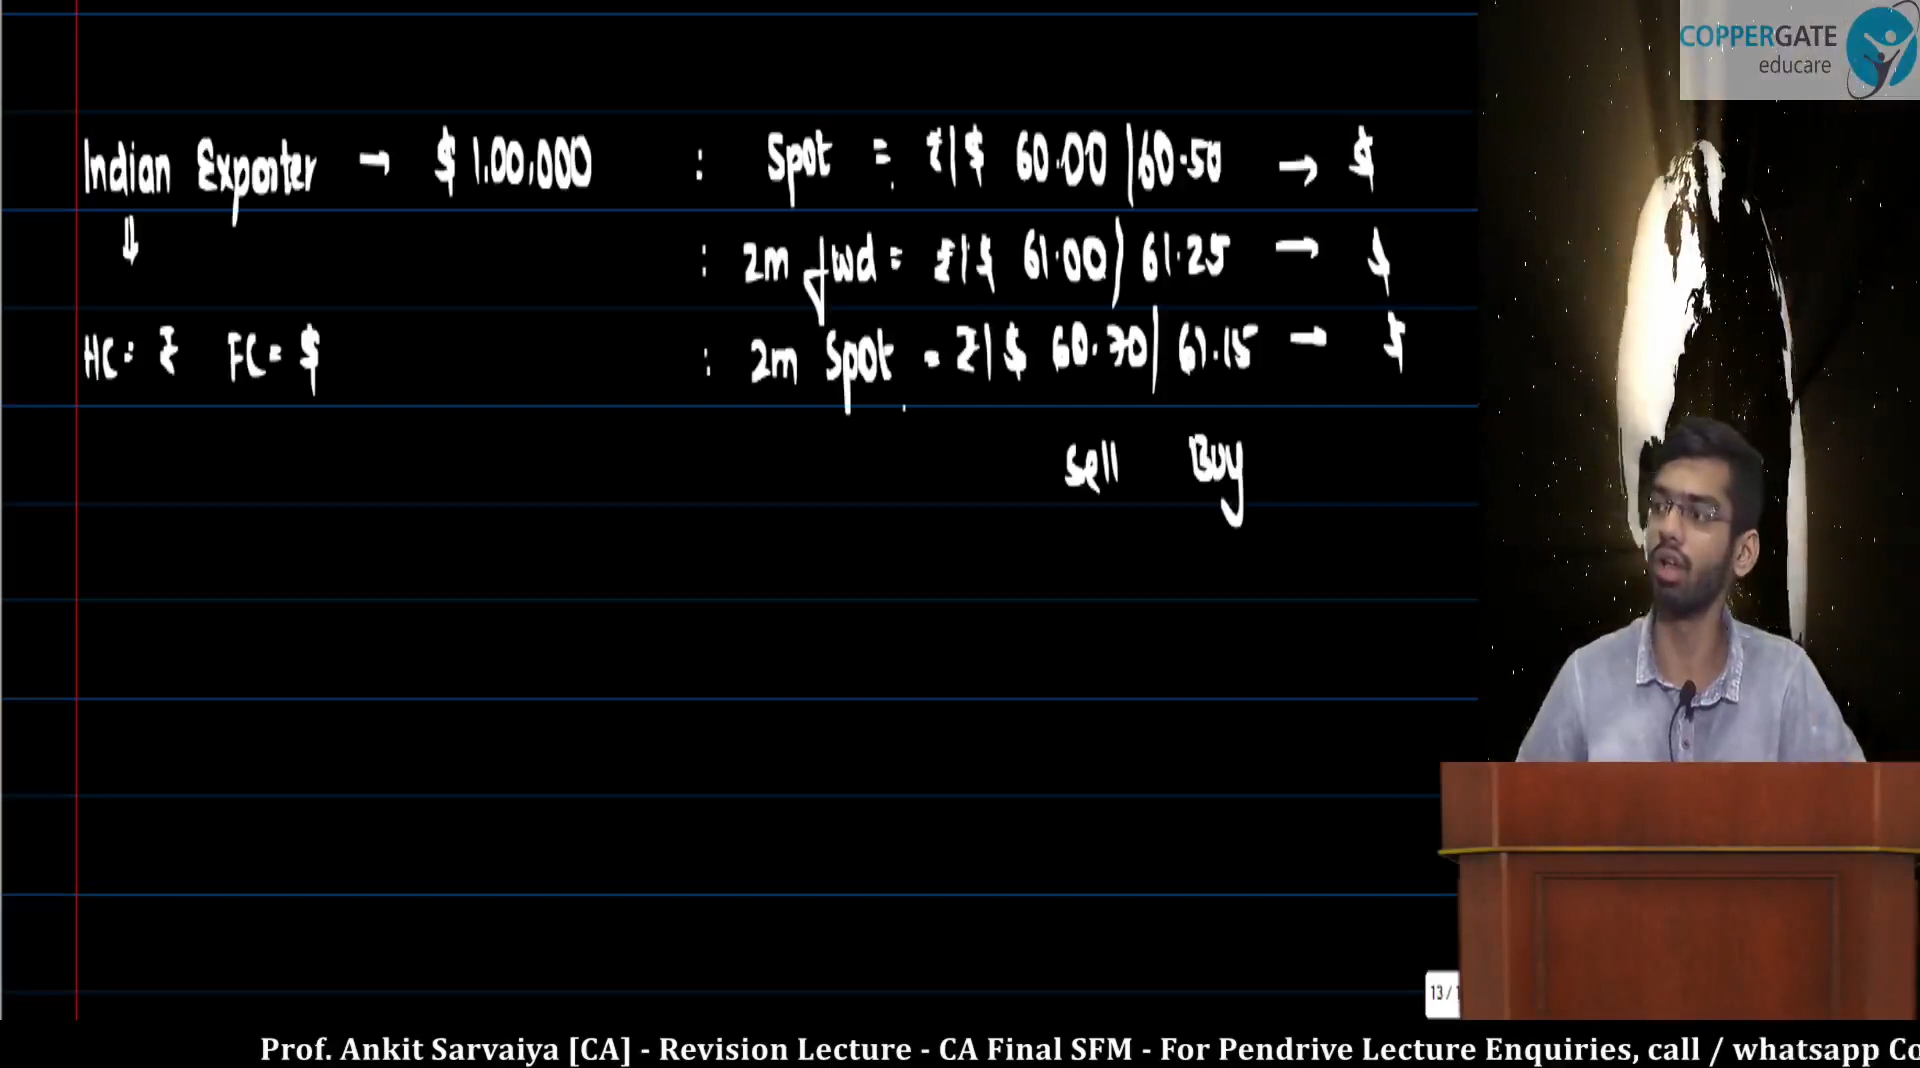 COPPERGATE
educare
Indian Exporter → $ 1,00,000 : Spot = ₹/$ 60.00/60.50 → $
⇓ : 2m fwd = ₹/$ 61.00/61.25 → $
HC = ₹ FC = $ : 2m Spot = ₹/$ 60.70/61.15 → $
Sell Buy
13 / 1
Prof. Ankit Sarvaiya [CA] - Revision Lecture - CA Final SFM - For Pendrive Lecture Enquiries, call / whatsapp Co